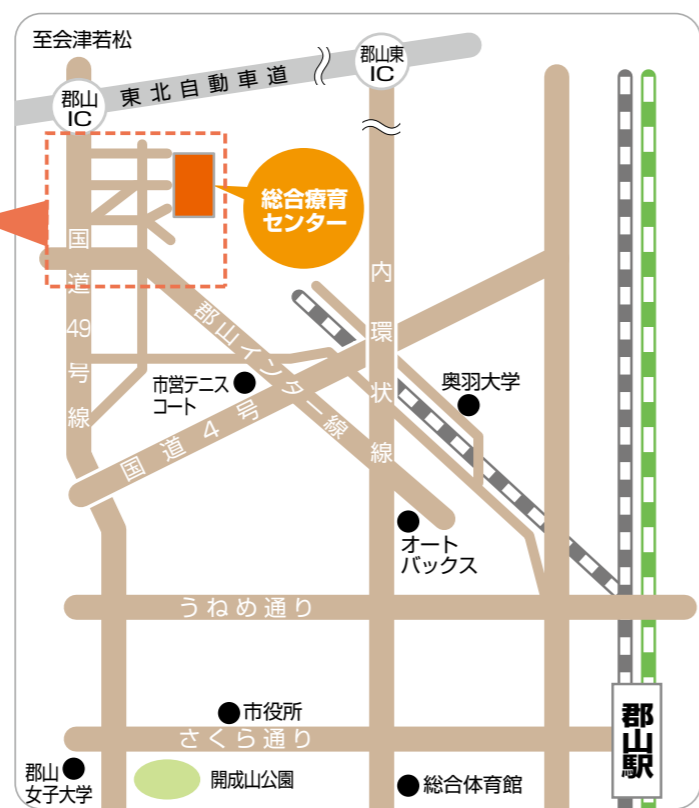 至会津若松
郡山
IC
東北自動車道
郡山東
IC
総合療育
センター
国道49号線
内環状線
郡山インター線
市営テニス
コート
奥羽大学
国道4号
オート
バックス
うねめ通り
市役所
さくら通り
郡山
女子大学
開成山公園
総合体育館
郡山駅